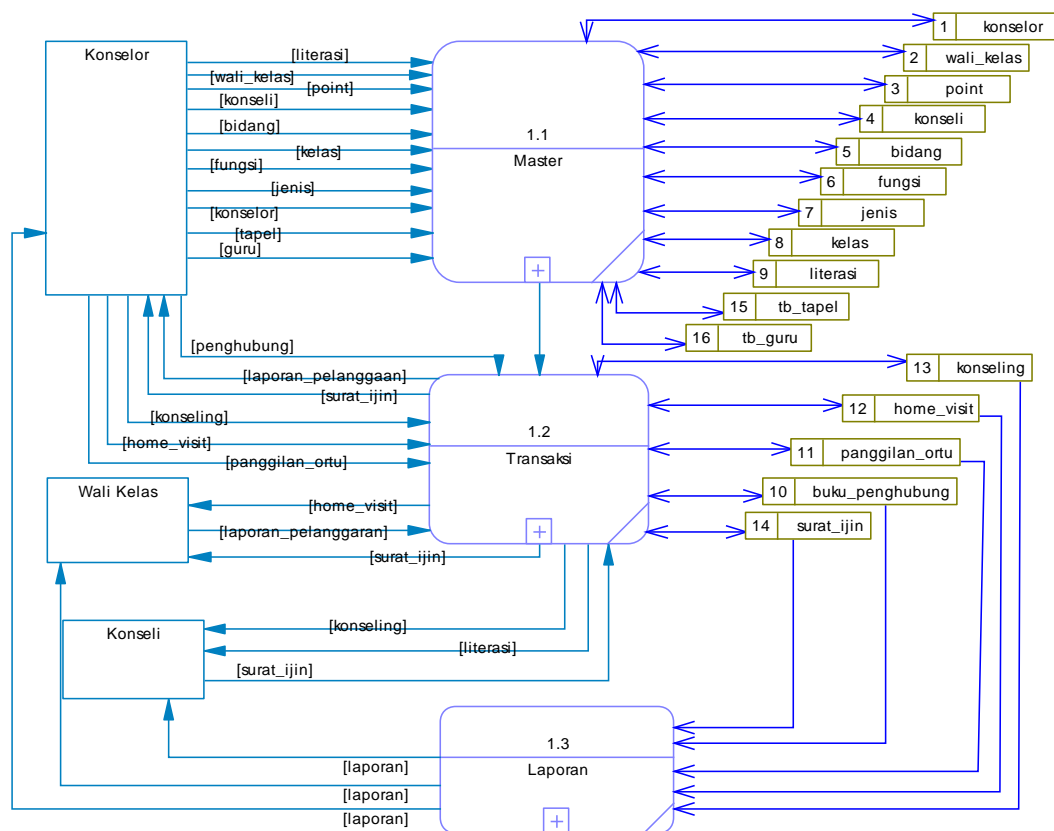 Konselor
[literasi]
[wali_kelas]
[point]
[konseli]
[bidang]
[kelas]
[fungsi]
[jenis]
[konselor]
[tapel]
[guru]
1.1
Master
1 konselor
2 wali_kelas
3 point
4 konseli
5 bidang
6 fungsi
7 jenis
8 kelas
9 literasi
15 tb_tapel
16 tb_guru
[penghubung]
[laporan_pelanggaan]
[surat_ijin]
[konseling]
[home_visit]
[panggilan_ortu]
1.2
Transaksi
13 konseling
12 home_visit
11 panggilan_ortu
10 buku_penghubung
14 surat_ijin
Wali Kelas
[home_visit]
[laporan_pelanggaran]
[surat_ijin]
Konseli
[konseling]
[literasi]
[surat_ijin]
1.3
Laporan
[laporan]
[laporan]
[laporan]